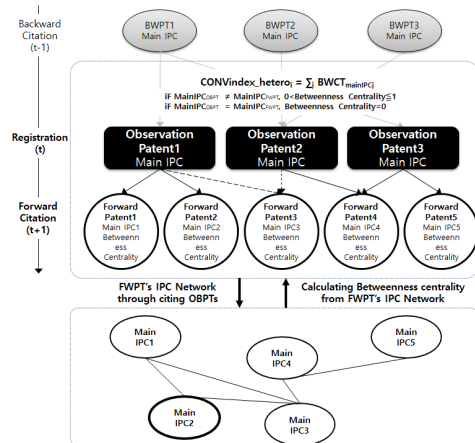 Backward
Citation
(t-1)
BWPT1
Main IPC
BWPT2
Main IPC
BWPT3
Main IPC
CONVindex_heteroᵢ = ∑ⱼ BWCT_mainIPCⱼ
iF MainIPC_OBPT ≠ MainIPC_FWPT, 0<Betweenness Centrality≦1
iF MainIPC_OBPT = MainIPC_FWPT, Betweenness Centrality=0
Registration
(t)
Observation
Patent1
Main IPC
Observation
Patent2
Main IPC
Observation
Patent3
Main IPC
Forward
Citation
(t+1)
Forward
Patent1
Main IPC1
Betweenn
ess
Centrality
Forward
Patent2
Main IPC2
Betweenn
ess
Centrality
Forward
Patent3
Main IPC3
Betweenn
ess
Centrality
Forward
Patent4
Main IPC4
Betweenn
ess
Centrality
Forward
Patent5
Main IPC5
Betweenn
ess
Centrality
FWPT's IPC Network
through citing OBPTs
Calculating Betweenness centrality
from FWPT's IPC Network
Main
IPC1
Main
IPC4
Main
IPC5
Main
IPC2
Main
IPC3